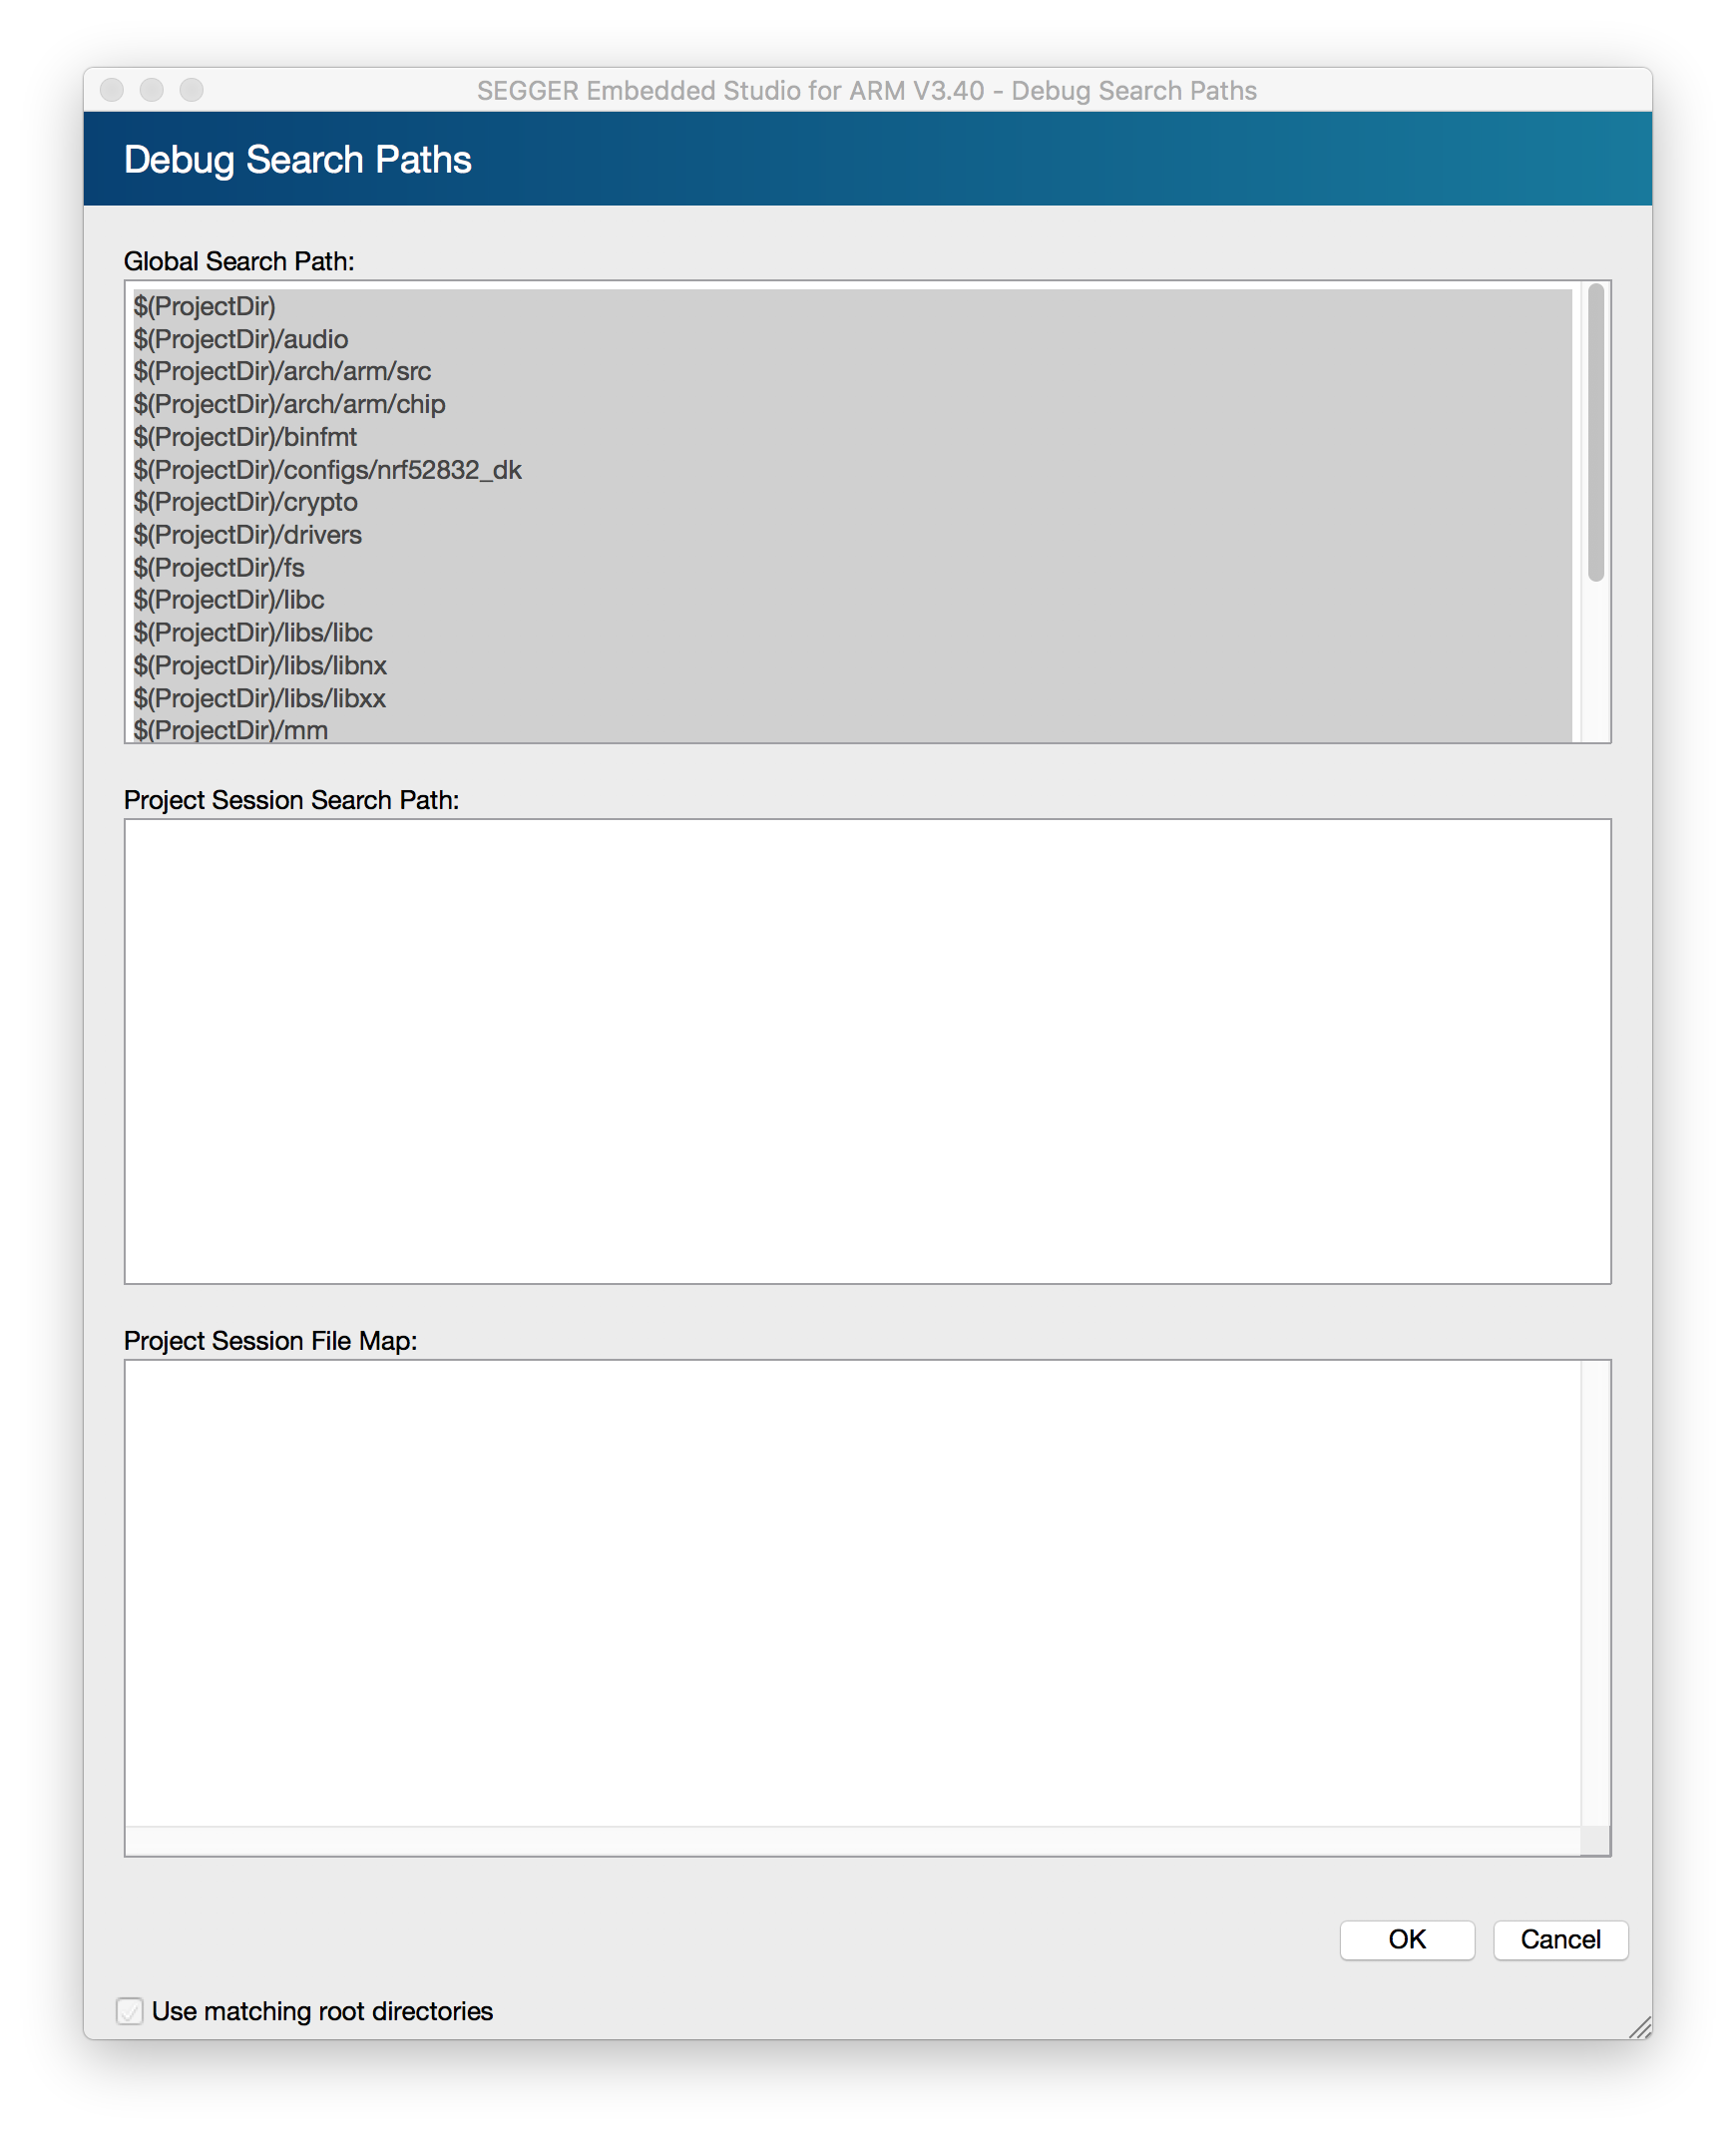 SEGGER Embedded Studio for ARM V3.40 - Debug Search Paths
Debug Search Paths
Global Search Path:
$(ProjectDir)
$(ProjectDir)/audio
$(ProjectDir)/arch/arm/src
$(ProjectDir)/arch/arm/chip
$(ProjectDir)/binfmt
$(ProjectDir)/configs/nrf52832_dk
$(ProjectDir)/crypto
$(ProjectDir)/drivers
$(ProjectDir)/fs
$(ProjectDir)/libc
$(ProjectDir)/libs/libc
$(ProjectDir)/libs/libnx
$(ProjectDir)/libs/libxx
$(ProjectDir)/mm
Project Session Search Path:
Project Session File Map:
OK Cancel
Use matching root directories